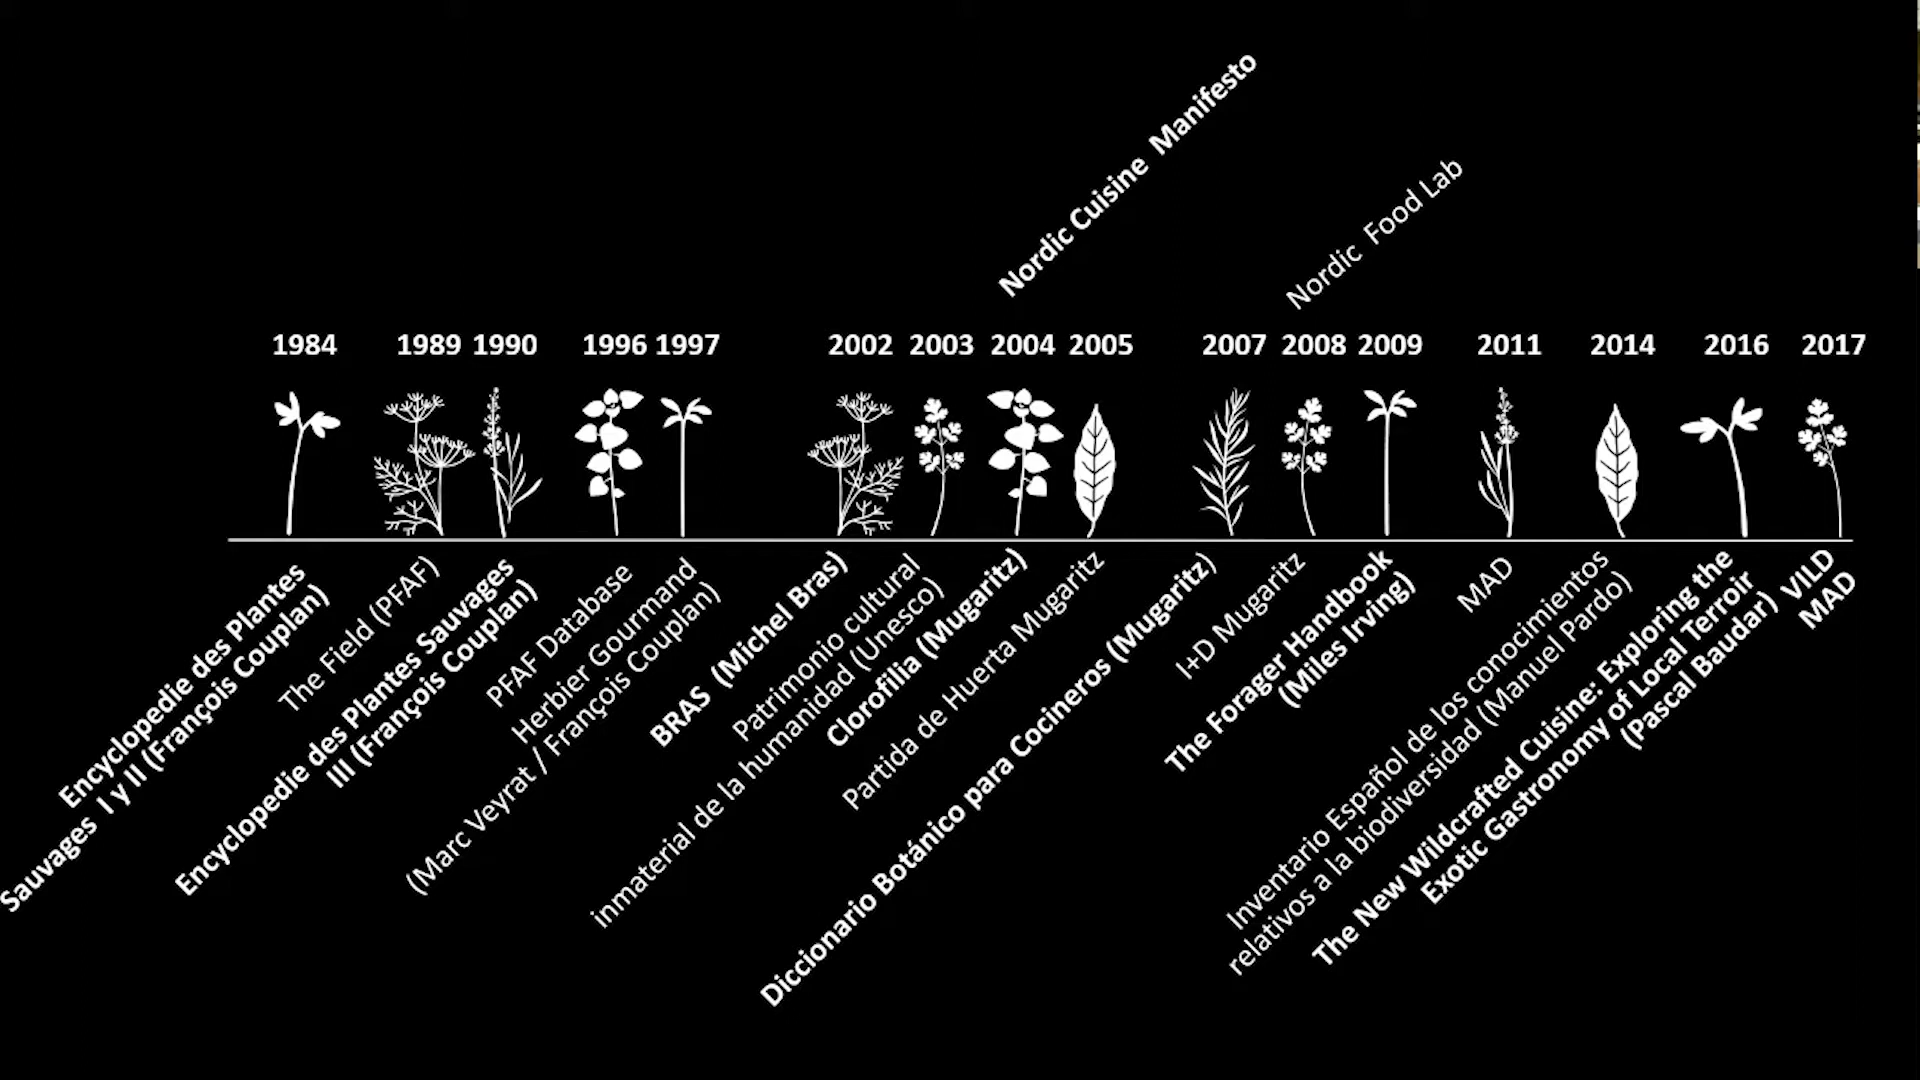 Nordic Cuisine Manifesto
Nordic Food Lab
1984 1989 1990 1996 1997 2002 2003 2004 2005 2007 2008 2009 2011 2014 2016 2017
Encyclopedie des Plantes
Sauvages I y II (François Couplan)
The Field (PFAF)
Encyclopedie des Plantes Sauvages
III (François Couplan)
PFAF Database
Herbier Gourmand
(Marc Veyrat / François Couplan)
BRAS (Michel Bras)
Patrimonio cultural
inmaterial de la humanidad (Unesco)
Clorofilia (Mugaritz)
Partida de Huerta Mugaritz
Diccionario Botánico para Cocineros (Mugaritz)
I+D Mugaritz
The Forager Handbook
(Miles Irving)
MAD
Inventario Español de los conocimientos
relativos a la biodiversidad (Manuel Pardo)
The New Wildcrafted Cuisine: Exploring the
Exotic Gastronomy of Local Terroir
(Pascal Baudar)
VILD
MAD